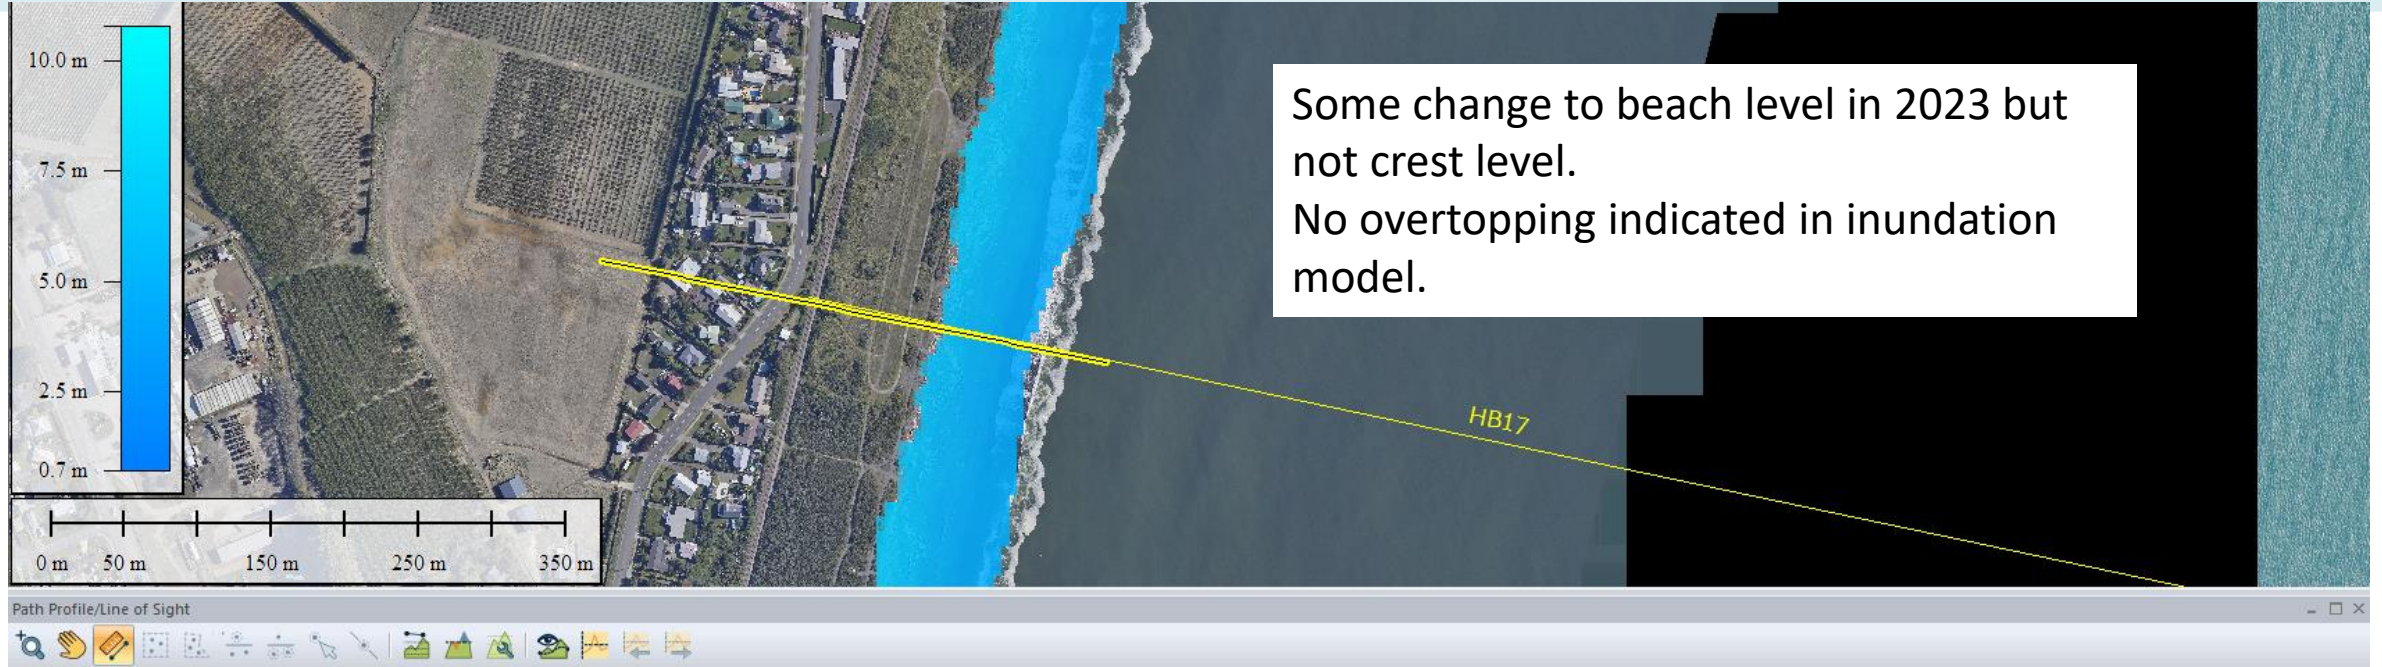 10.0 m
7.5 m
5.0 m
2.5 m
0.7 m
0 m 50 m 150 m 250 m 350 m
Some change to beach level in 2023 but
not crest level.
No overtopping indicated in inundation
model.
HB17
Path Profile/Line of Sight